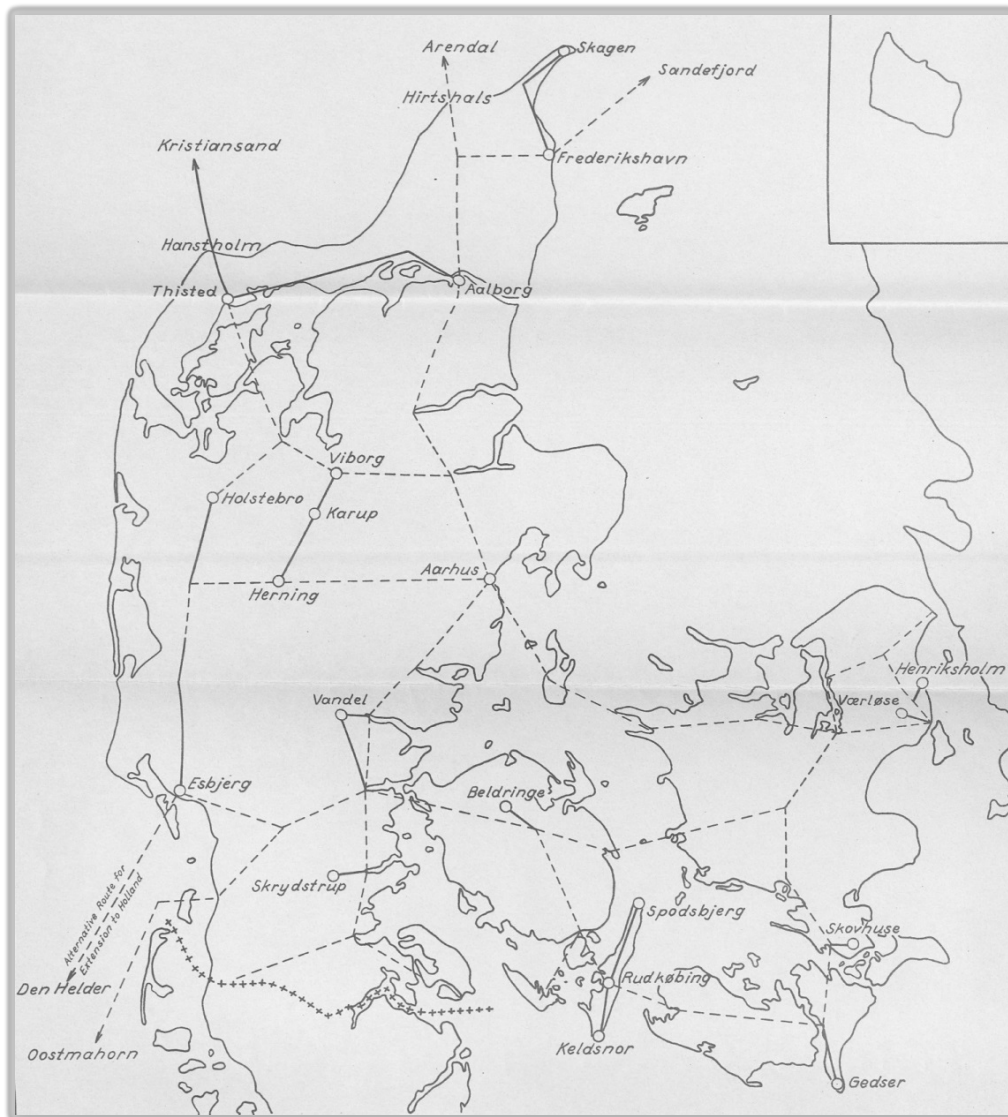 Arendal
Skagen
Sandefjord
Hirtshals
Kristiansand
Frederikshavn
Hanstholm
Thisted
Aalborg
Viborg
Holstebro
Karup
Aarhus
Herning
Henriksholm
Vandel
Værløse
Esbjerg
Beldringe
Skrydstrup
Alternative Route for
Extension to Holland
Spodsbjerg
Skovhuse
Den Helder
Rudkøbing
Oostmahorn
Keldsnor
Gedser